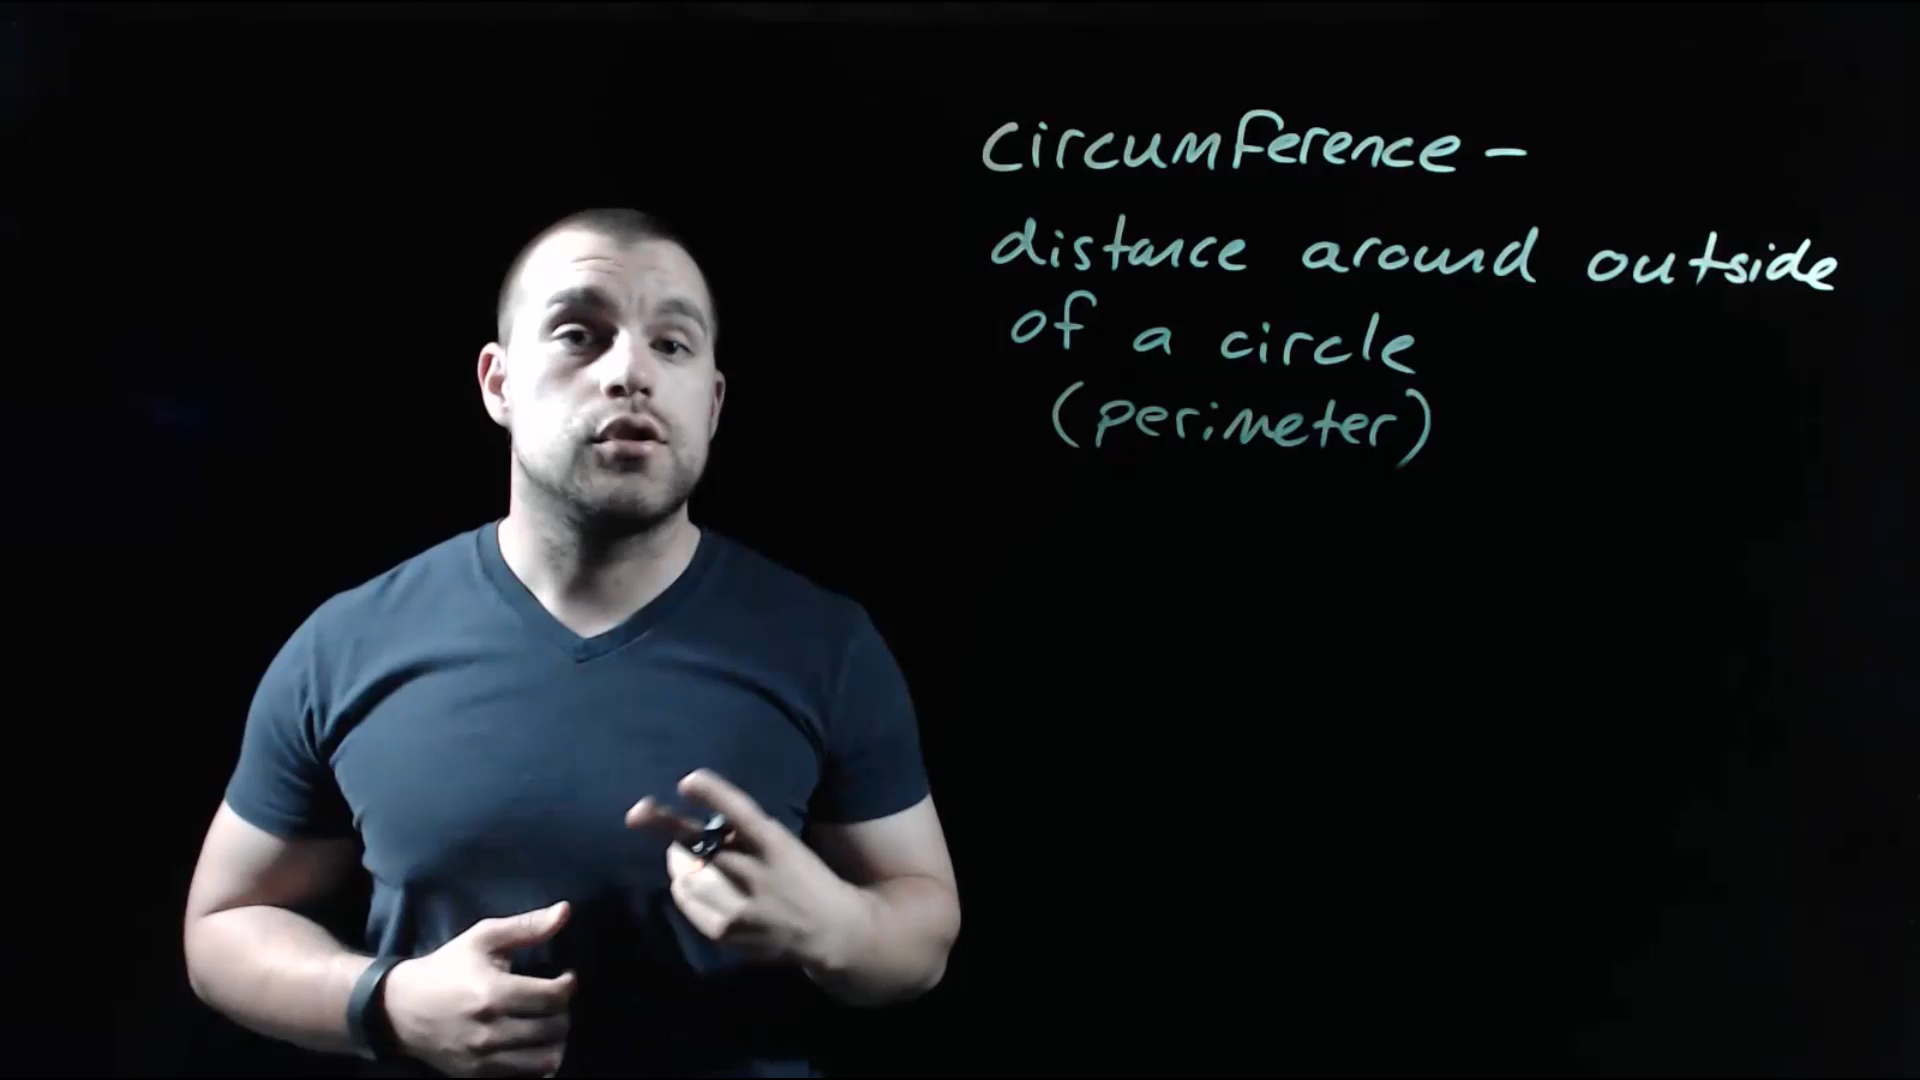 circumference -
distance around outside
of a circle
(perimeter)